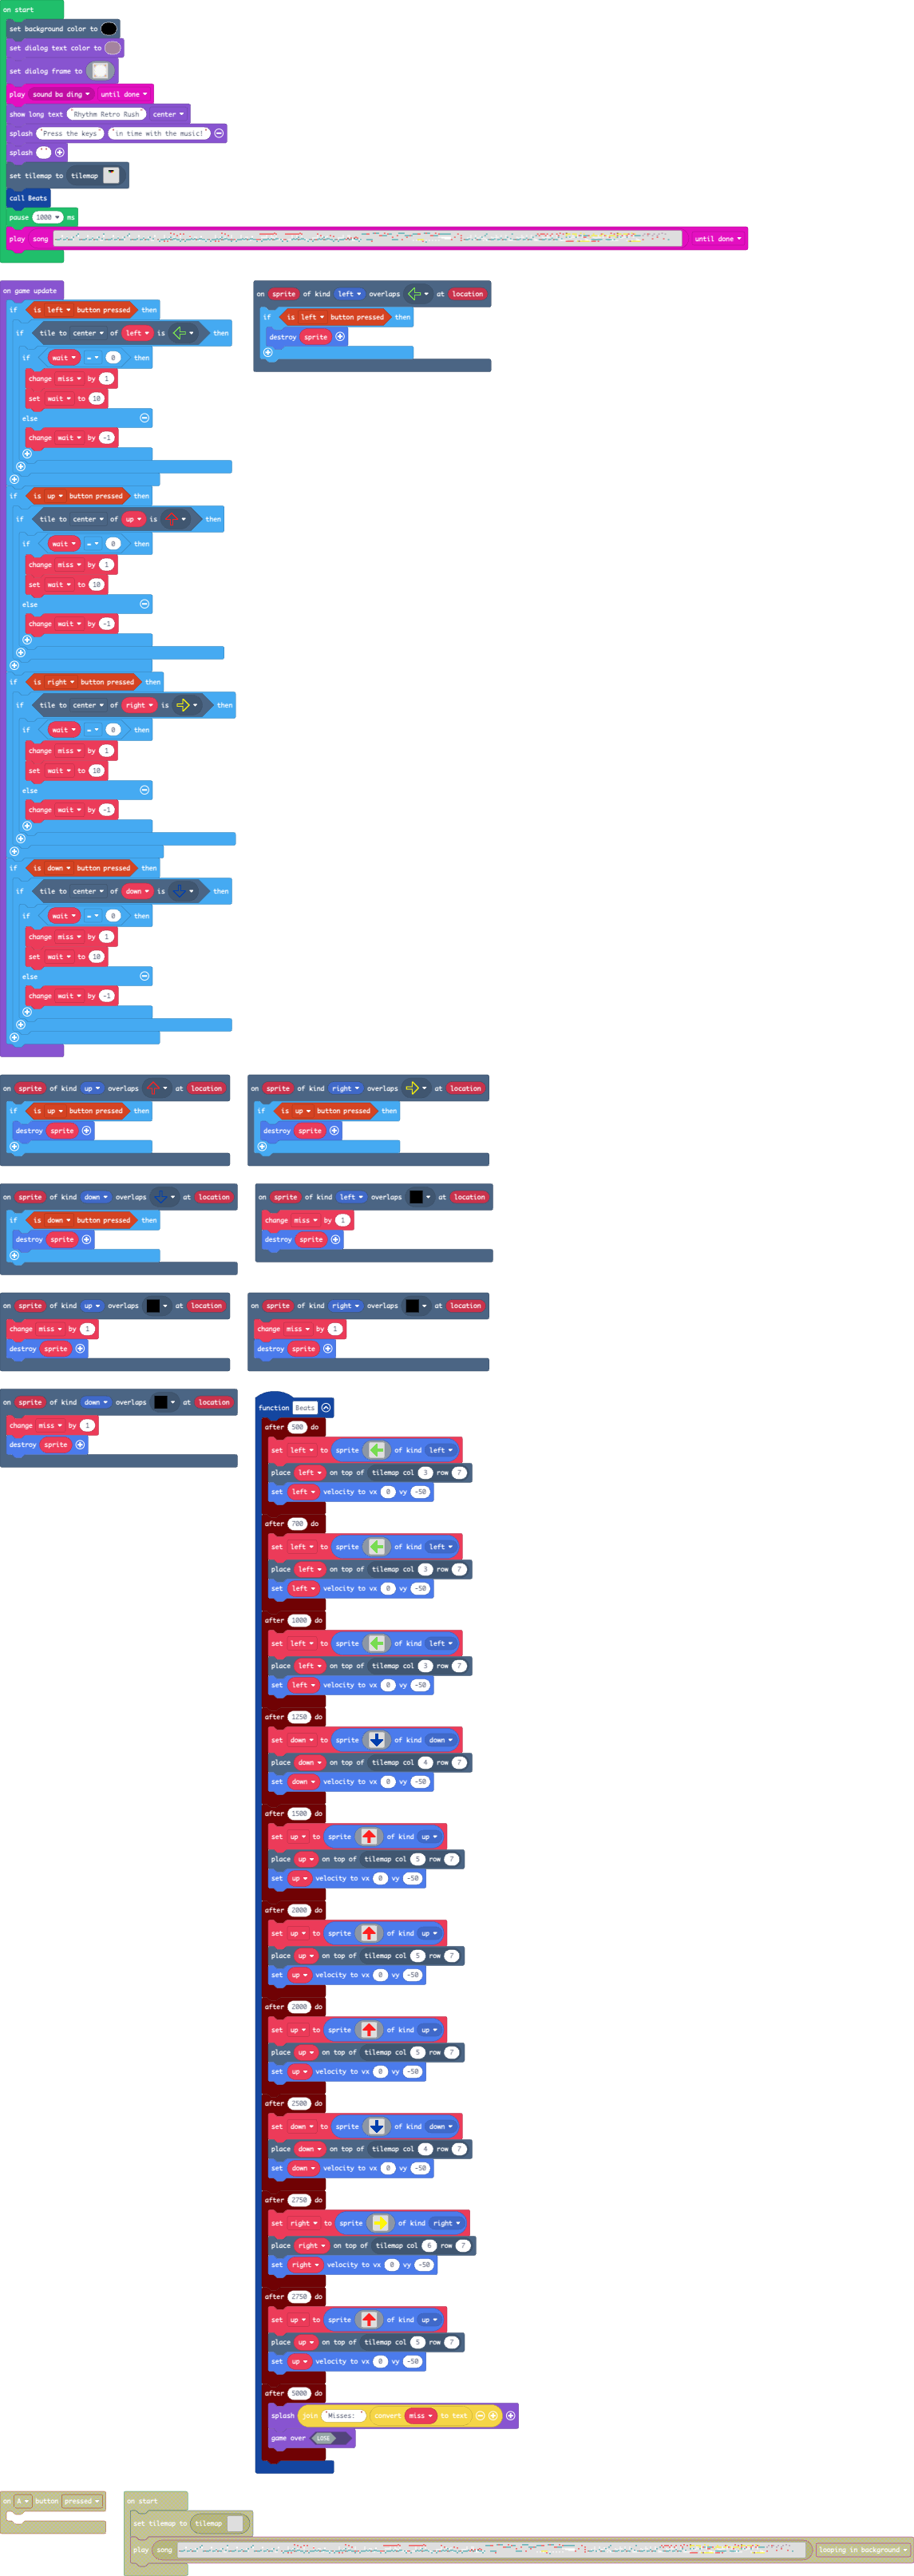 on start
set background color to
set dialog text color to
set dialog frame to
play sound ba ding until done
show long text "Rhythm Retro Rush" center
splash "Press the keys" "in time with the music!"
splash " "
set tilemap to tilemap
call Beats
pause 1000 ms
play song until done
on game update
if is left button pressed then
if tile to center of left is then
if wait = 0 then
change miss by 1
set wait to 10
else
change wait by -1
if is up button pressed then
if tile to center of up is then
if wait = 0 then
change miss by 1
set wait to 10
else
change wait by -1
if is right button pressed then
if tile to center of right is then
if wait = 0 then
change miss by 1
set wait to 10
else
change wait by -1
if is down button pressed then
if tile to center of down is then
if wait = 0 then
change miss by 1
set wait to 10
else
change wait by -1
on sprite of kind left overlaps at location
if is left button pressed then
destroy sprite
on sprite of kind up overlaps at location
if is up button pressed then
destroy sprite
on sprite of kind right overlaps at location
if is up button pressed then
destroy sprite
on sprite of kind down overlaps at location
if is down button pressed then
destroy sprite
on sprite of kind left overlaps at location
change miss by 1
destroy sprite
on sprite of kind up overlaps at location
change miss by 1
destroy sprite
on sprite of kind right overlaps at location
change miss by 1
destroy sprite
on sprite of kind down overlaps at location
change miss by 1
destroy sprite
function Beats
after 500 do
set left to sprite of kind left
place left on top of tilemap col 3 row 7
set left velocity to vx 0 vy -50
after 700 do
set left to sprite of kind left
place left on top of tilemap col 3 row 7
set left velocity to vx 0 vy -50
after 1000 do
set left to sprite of kind left
place left on top of tilemap col 3 row 7
set left velocity to vx 0 vy -50
after 1250 do
set down to sprite of kind down
place down on top of tilemap col 4 row 7
set down velocity to vx 0 vy -50
after 1500 do
set up to sprite of kind up
place up on top of tilemap col 5 row 7
set up velocity to vx 0 vy -50
after 2000 do
set up to sprite of kind up
place up on top of tilemap col 5 row 7
set up velocity to vx 0 vy -50
after 2000 do
set up to sprite of kind up
place up on top of tilemap col 5 row 7
set up velocity to vx 0 vy -50
after 2500 do
set down to sprite of kind down
place down on top of tilemap col 4 row 7
set down velocity to vx 0 vy -50
after 2750 do
set right to sprite of kind right
place right on top of tilemap col 6 row 7
set right velocity to vx 0 vy -50
after 2750 do
set up to sprite of kind up
place up on top of tilemap col 5 row 7
set up velocity to vx 0 vy -50
after 5000 do
splash join "Misses: " convert miss to text
game over LOSE
on A button pressed
on start
set tilemap to tilemap
play song looping in background